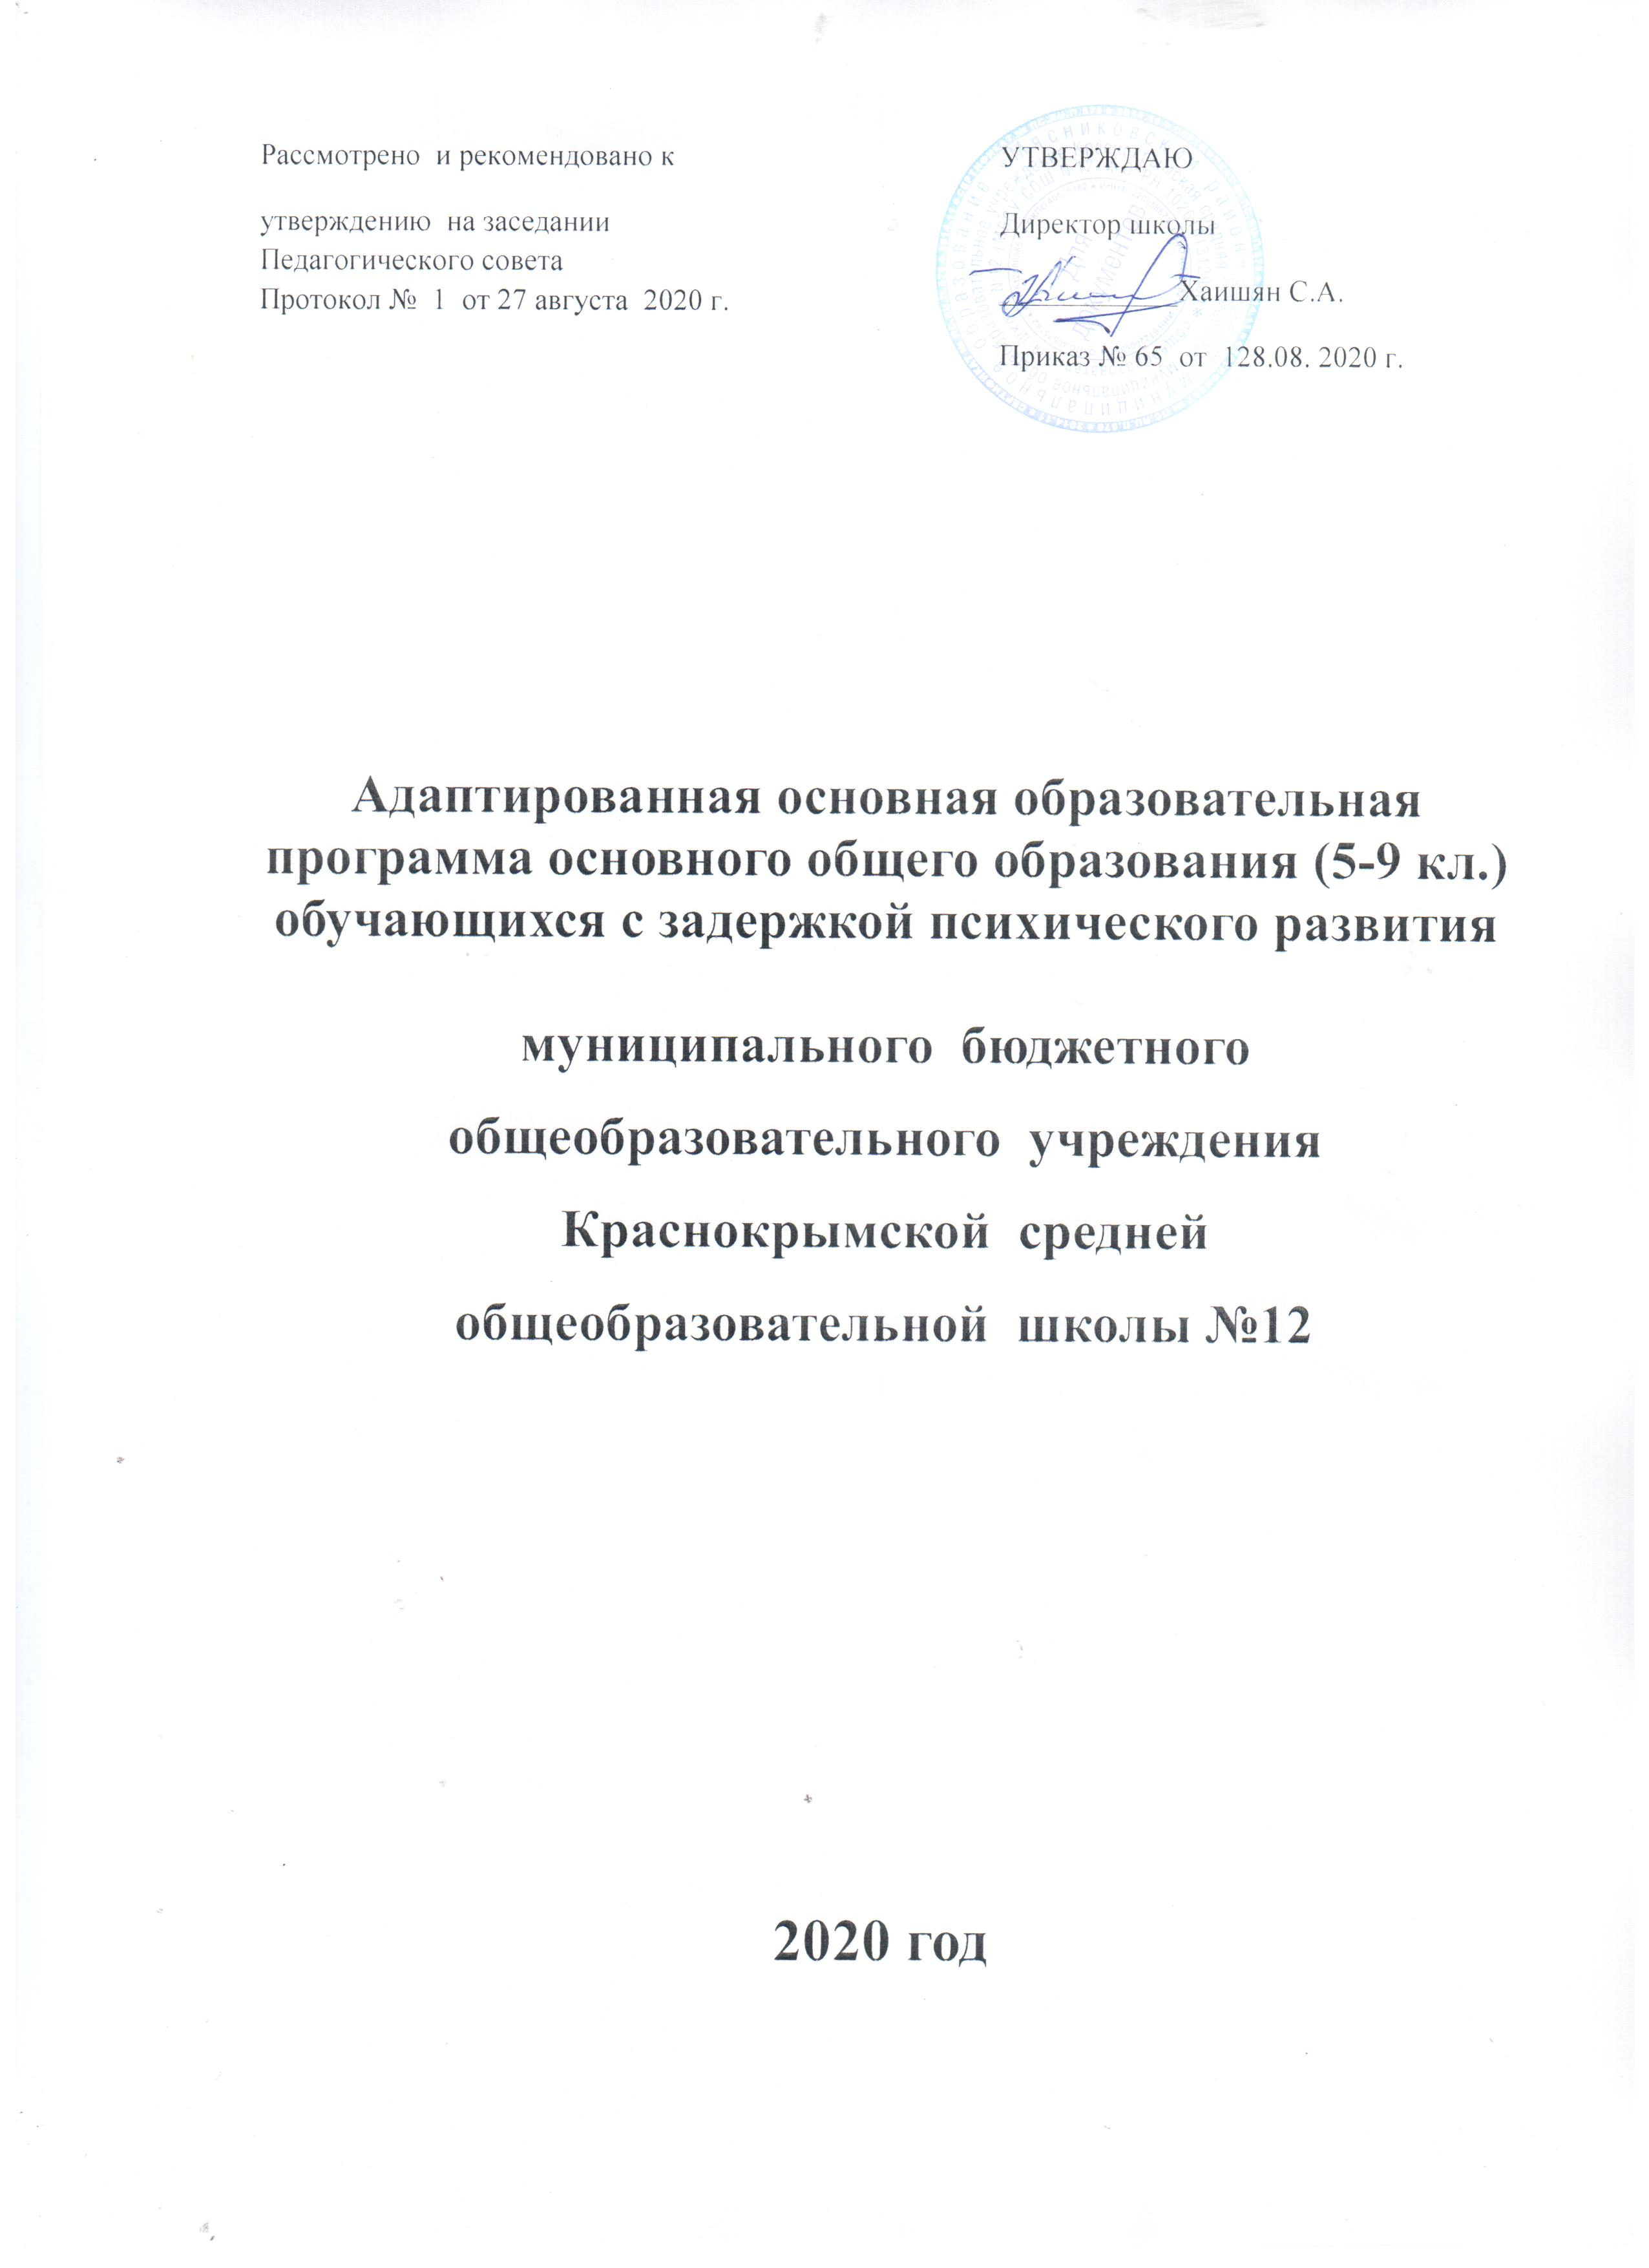 Рассмотрено и рекомендовано к
утверждению на заседании
Педагогического совета
Протокол № 1 от 27 августа 2020 г.
УТВЕРЖДАЮ
Директор школы
Хаишян С.А.
Приказ № 65 от 128.08. 2020 г.
Для
документов
Адаптированная основная образовательная
программа основного общего образования (5-9 кл.)
обучающихся с задержкой психического развития
муниципального бюджетного
общеобразовательного учреждения
Краснокрымской средней
общеобразовательной школы №12
2020 год